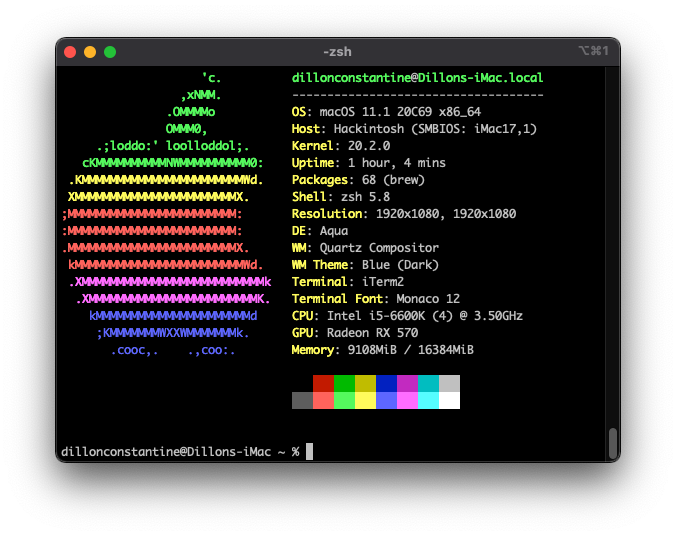 -zsh
⌥⌘1
'c.
,xNMM.
.OMMMMo
OMMM0,
.;loddo:' loolloddol;.
cKMMMMMMMMMMNWMMMMMMMMMM0:
.KMMMMMMMMMMMMMMMMMMMMMMMWd.
XMMMMMMMMMMMMMMMMMMMMMMMX.
;MMMMMMMMMMMMMMMMMMMMMMMM:
:MMMMMMMMMMMMMMMMMMMMMMMM:
.MMMMMMMMMMMMMMMMMMMMMMMMX.
kMMMMMMMMMMMMMMMMMMMMMMMMWd.
.XMMMMMMMMMMMMMMMMMMMMMMMMMMk
.XMMMMMMMMMMMMMMMMMMMMMMMMK.
kMMMMMMMMMMMMMMMMMMMMMMd
;KMMMMMMMWXXWMMMMMMMk.
.cooc,. .,coo:.
dillonconstantine@Dillons-iMac.local
------------------------------------
OS: macOS 11.1 20C69 x86_64
Host: Hackintosh (SMBIOS: iMac17,1)
Kernel: 20.2.0
Uptime: 1 hour, 4 mins
Packages: 68 (brew)
Shell: zsh 5.8
Resolution: 1920x1080, 1920x1080
DE: Aqua
WM: Quartz Compositor
WM Theme: Blue (Dark)
Terminal: iTerm2
Terminal Font: Monaco 12
CPU: Intel i5-6600K (4) @ 3.50GHz
GPU: Radeon RX 570
Memory: 9108MiB / 16384MiB
dillonconstantine@Dillons-iMac ~ %